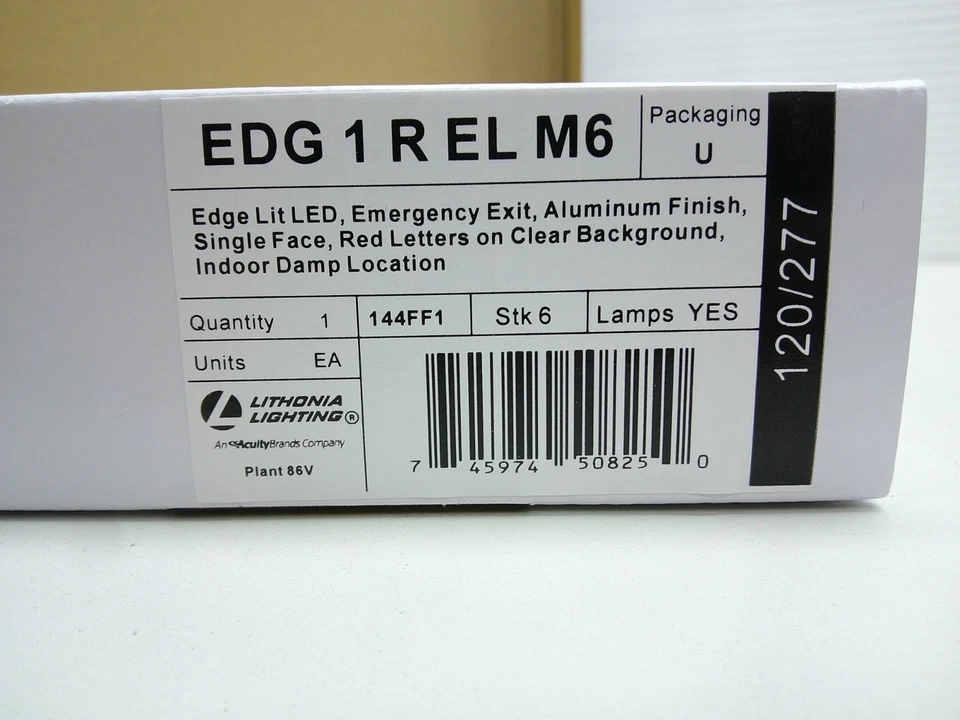 EDG 1 R EL M6
Packaging
U
Edge Lit LED, Emergency Exit, Aluminum Finish,
Single Face, Red Letters on Clear Background,
Indoor Damp Location
Quantity 1
144FF1
Stk 6
Lamps YES
Units EA
LITHONIA
LIGHTING®
An AcuityBrands Company
Plant 86V
7 45974 50825 0
120/277